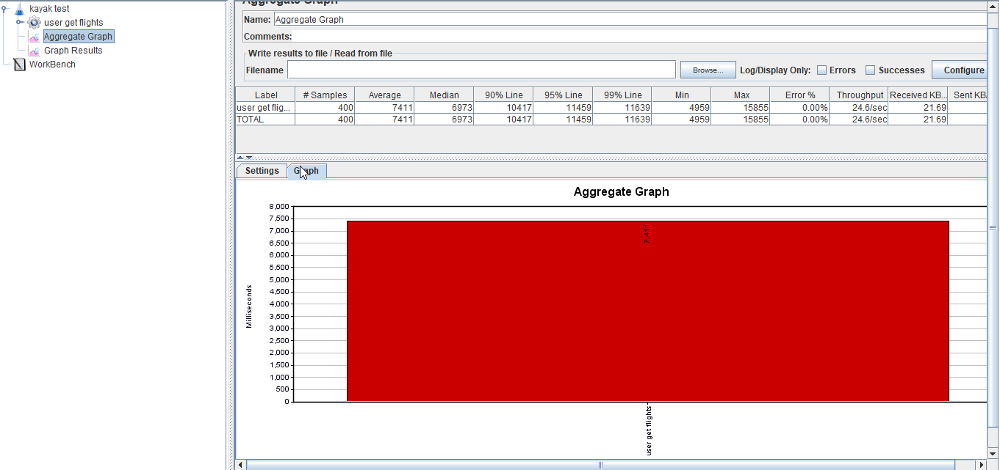 kayak test
user get flights
Aggregate Graph
Graph Results
WorkBench
Aggregate Graph
Name: Aggregate Graph
Comments:
Write results to file / Read from file
Filename Browse... Log/Display Only: Errors Successes Configure
Label # Samples Average Median 90% Line 95% Line 99% Line Min Max Error % Throughput Received KB... Sent KB/
user get flig... 400 7411 6973 10417 11459 11639 4959 15855 0.00% 24.6/sec 21.69
TOTAL 400 7411 6973 10417 11459 11639 4959 15855 0.00% 24.6/sec 21.69
Settings Graph
Aggregate Graph
8,000
7,500
7,000
6,500
6,000
5,500
5,000
4,500
4,000
3,500
3,000
2,500
2,000
1,500
1,000
500
0
Milliseconds
7,411
user get flights